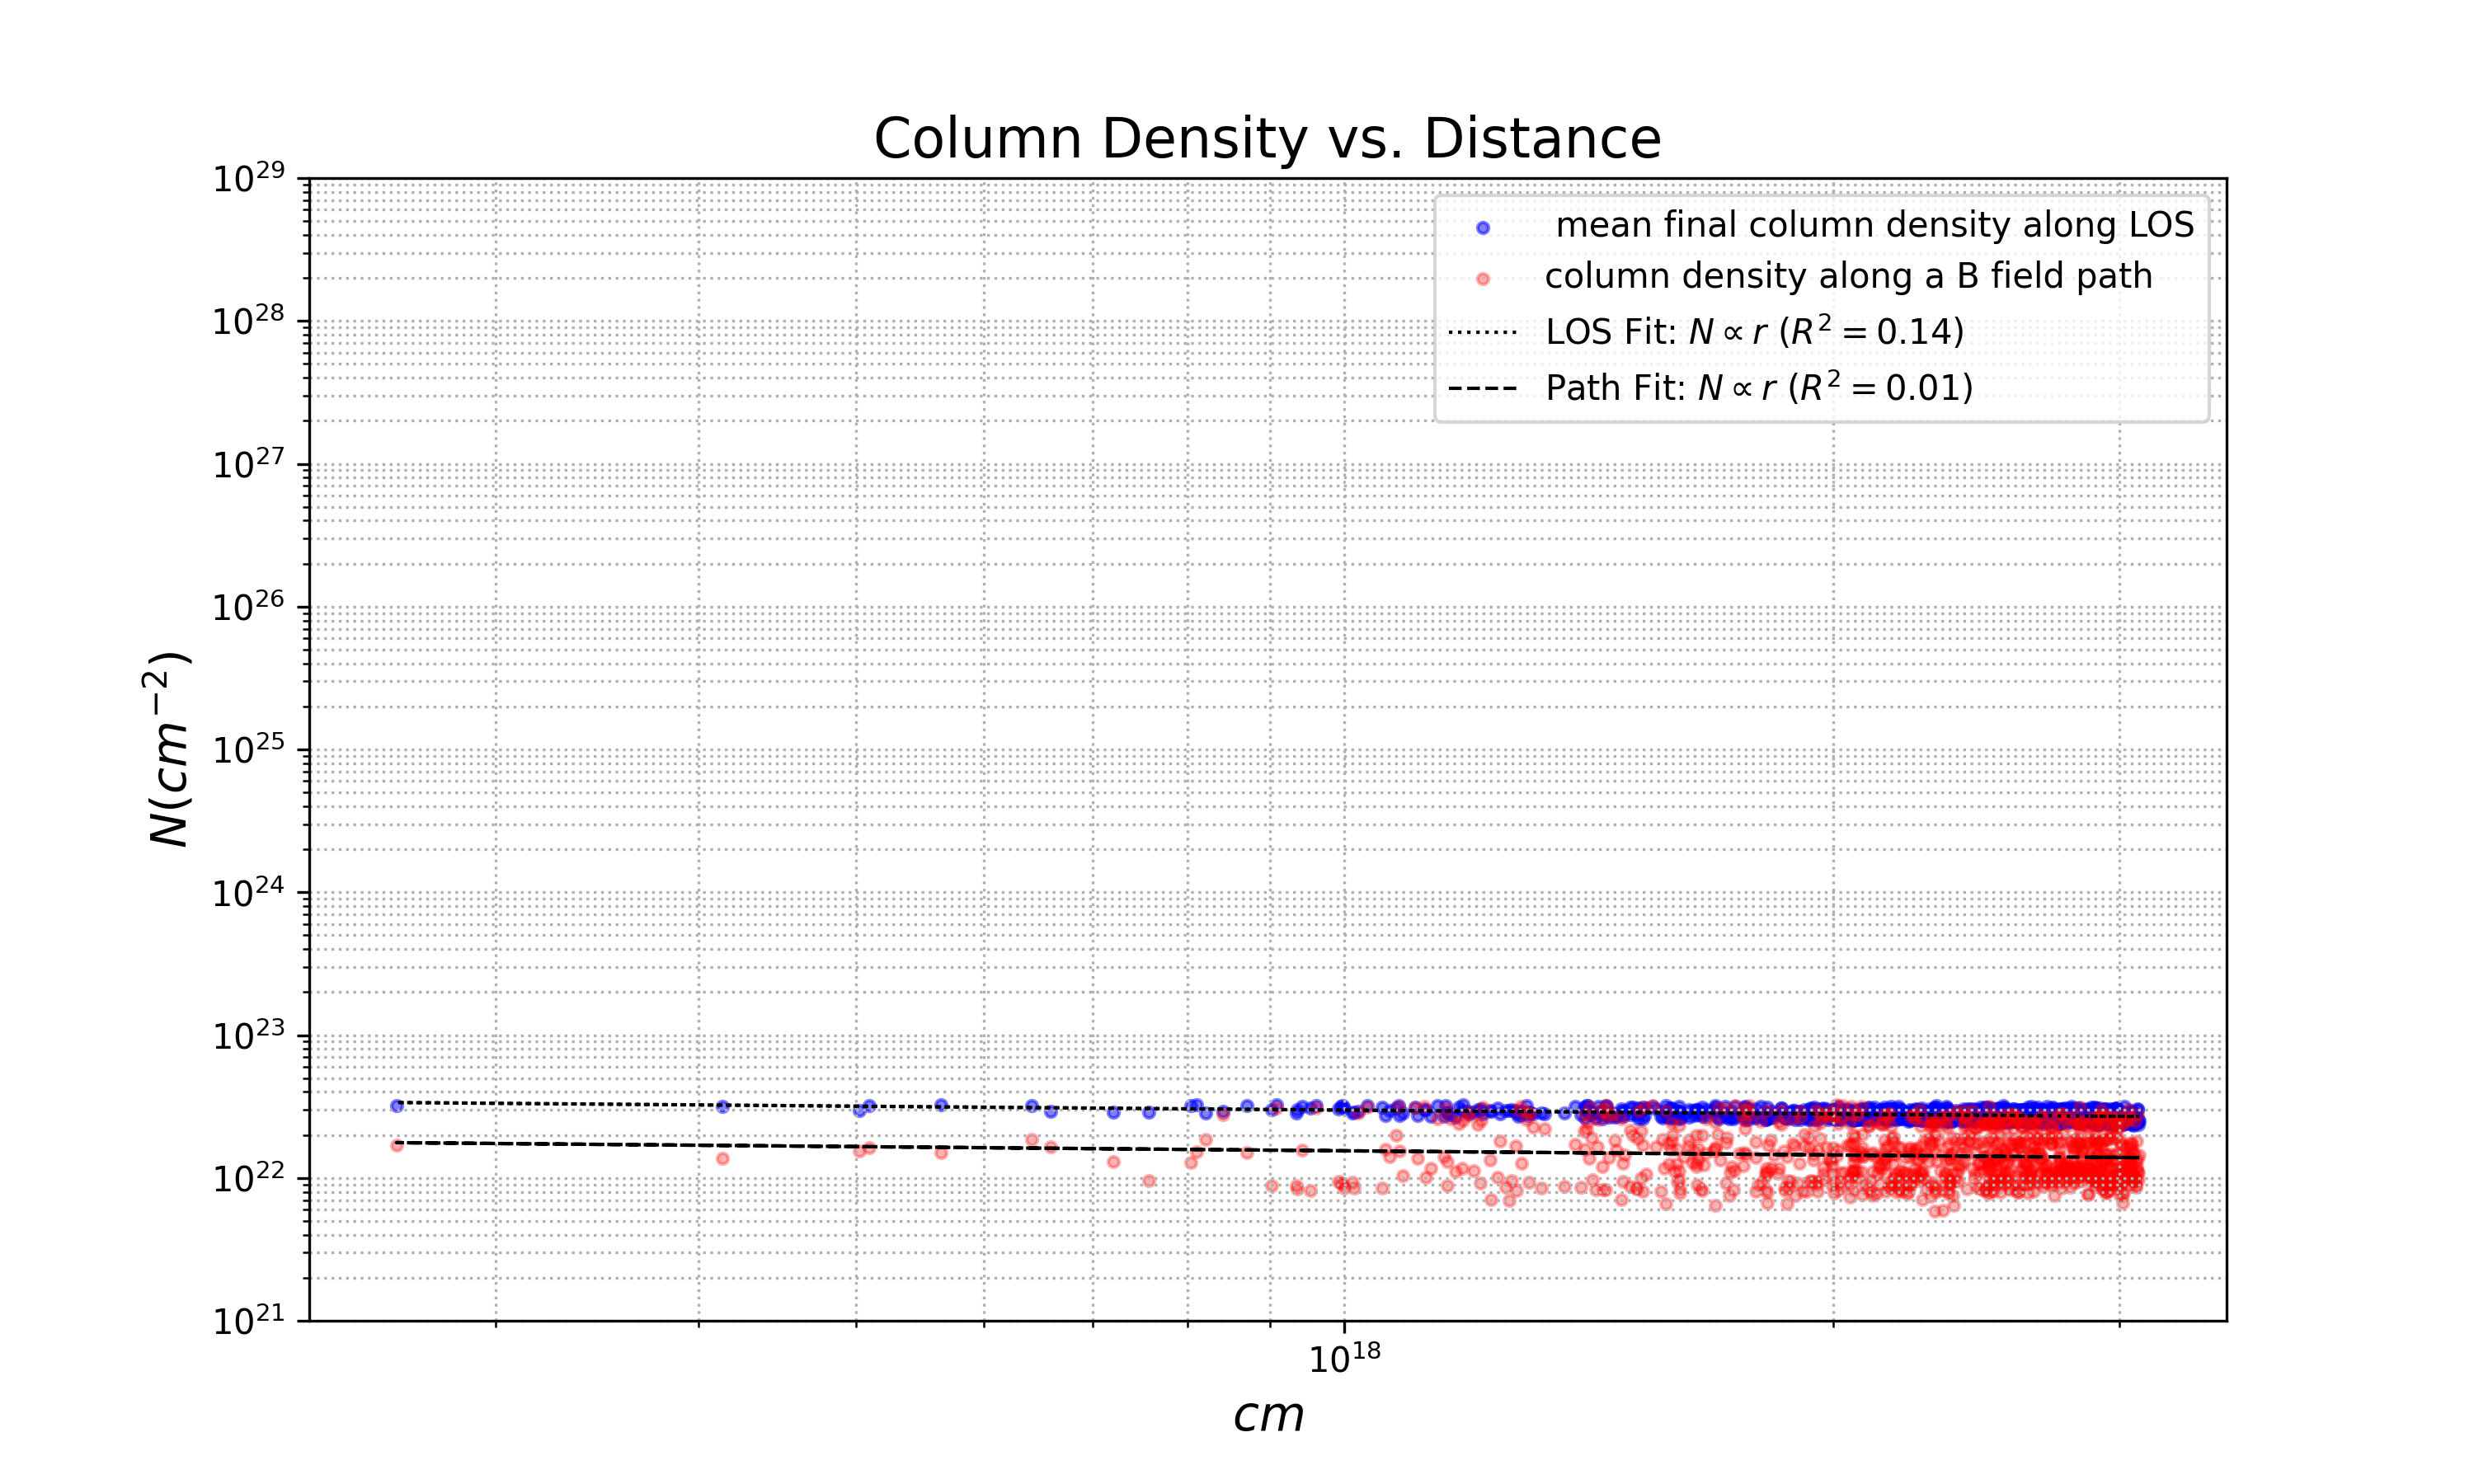 Column Density vs. Distance
10^29
10^28
10^27
10^26
10^25
10^24
10^23
10^22
10^21
N(cm^−2)
mean final column density along LOS
column density along a B field path
LOS Fit: N ∝ r (R^2 = 0.14)
Path Fit: N ∝ r (R^2 = 0.01)
10^18
cm